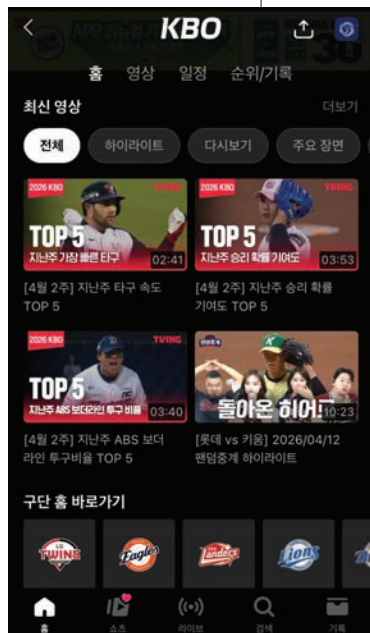 KBO
홈 영상 일정 순위/기록
최신 영상 더보기
전체 하이라이트 다시보기 주요 장면
2026 KBO TVING
TOP 5
지난주 가장 빠른 타구 02:41
[4월 2주] 지난주 타구 속도
TOP 5
2026 KBO TVING
TOP 5
지난주 승리 확률 기여도 03:53
[4월 2주] 지난주 승리 확률
기여도 TOP 5
2026 KBO TVING
TOP 5
지난주 ABS 보더라인 투구 비율 03:40
[4월 2주] 지난주 ABS 보더
라인 투구비율 TOP 5
팬덤중계
돌아온 히어로 10:23
[롯데 vs 키움] 2026/04/12
팬덤중계 하이라이트
구단 홈 바로가기
LG
TWINS
Eagles
Landers
Lions
홈 쇼츠 라이브 검색 기록